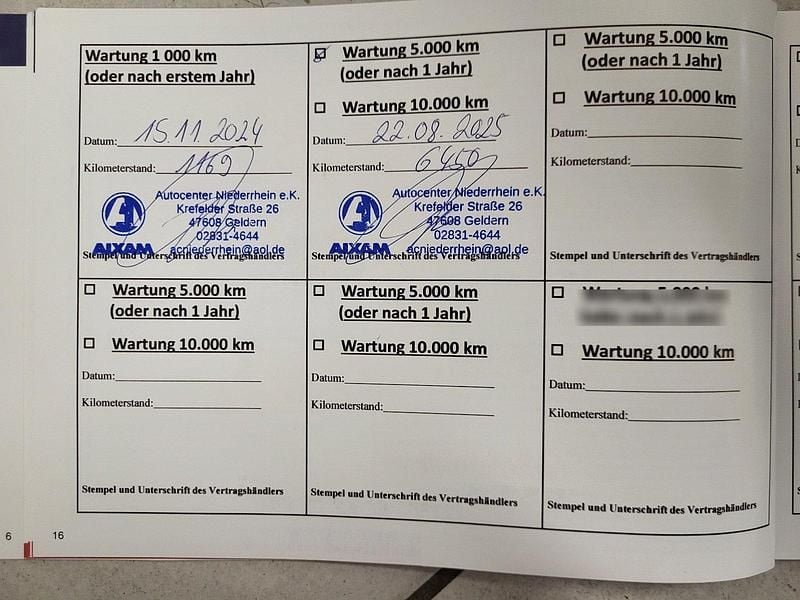 Wartung 1 000 km
(oder nach erstem Jahr)
Datum: 15.11.2024
Kilometerstand: 1169
Autocenter Niederrhein e.K.
Krefelder Straße 26
47608 Geldern
02831-4644
AIXAM acniederrhein@aol.de
Stempel und Unterschrift des Vertragshändlers
Wartung 5.000 km
(oder nach 1 Jahr)
Wartung 10.000 km
Datum: 22.08.2025
Kilometerstand: 6450
Autocenter Niederrhein e.K.
Krefelder Straße 26
47608 Geldern
02831-4644
AIXAM acniederrhein@aol.de
Stempel und Unterschrift des Vertragshändlers
Wartung 5.000 km
(oder nach 1 Jahr)
Wartung 10.000 km
Datum:
Kilometerstand:
Stempel und Unterschrift des Vertragshändlers
Wartung 5.000 km
(oder nach 1 Jahr)
Wartung 10.000 km
Datum:
Kilometerstand:
Stempel und Unterschrift des Vertragshändlers
Wartung 5.000 km
(oder nach 1 Jahr)
Wartung 10.000 km
Datum:
Kilometerstand:
Stempel und Unterschrift des Vertragshändlers
Wartung 10.000 km
Datum:
Kilometerstand:
Stempel und Unterschrift des Vertragshändlers
6
16